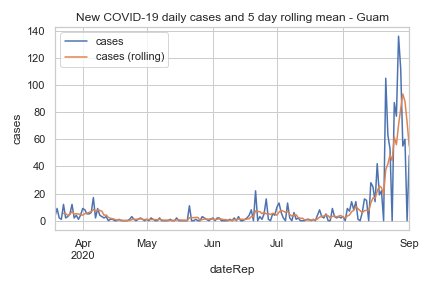 New COVID-19 daily cases and 5 day rolling mean - Guam
cases
cases (rolling)
140
120
100
80
60
40
20
0
cases
Apr
2020
May
Jun
Jul
Aug
Sep
dateRep